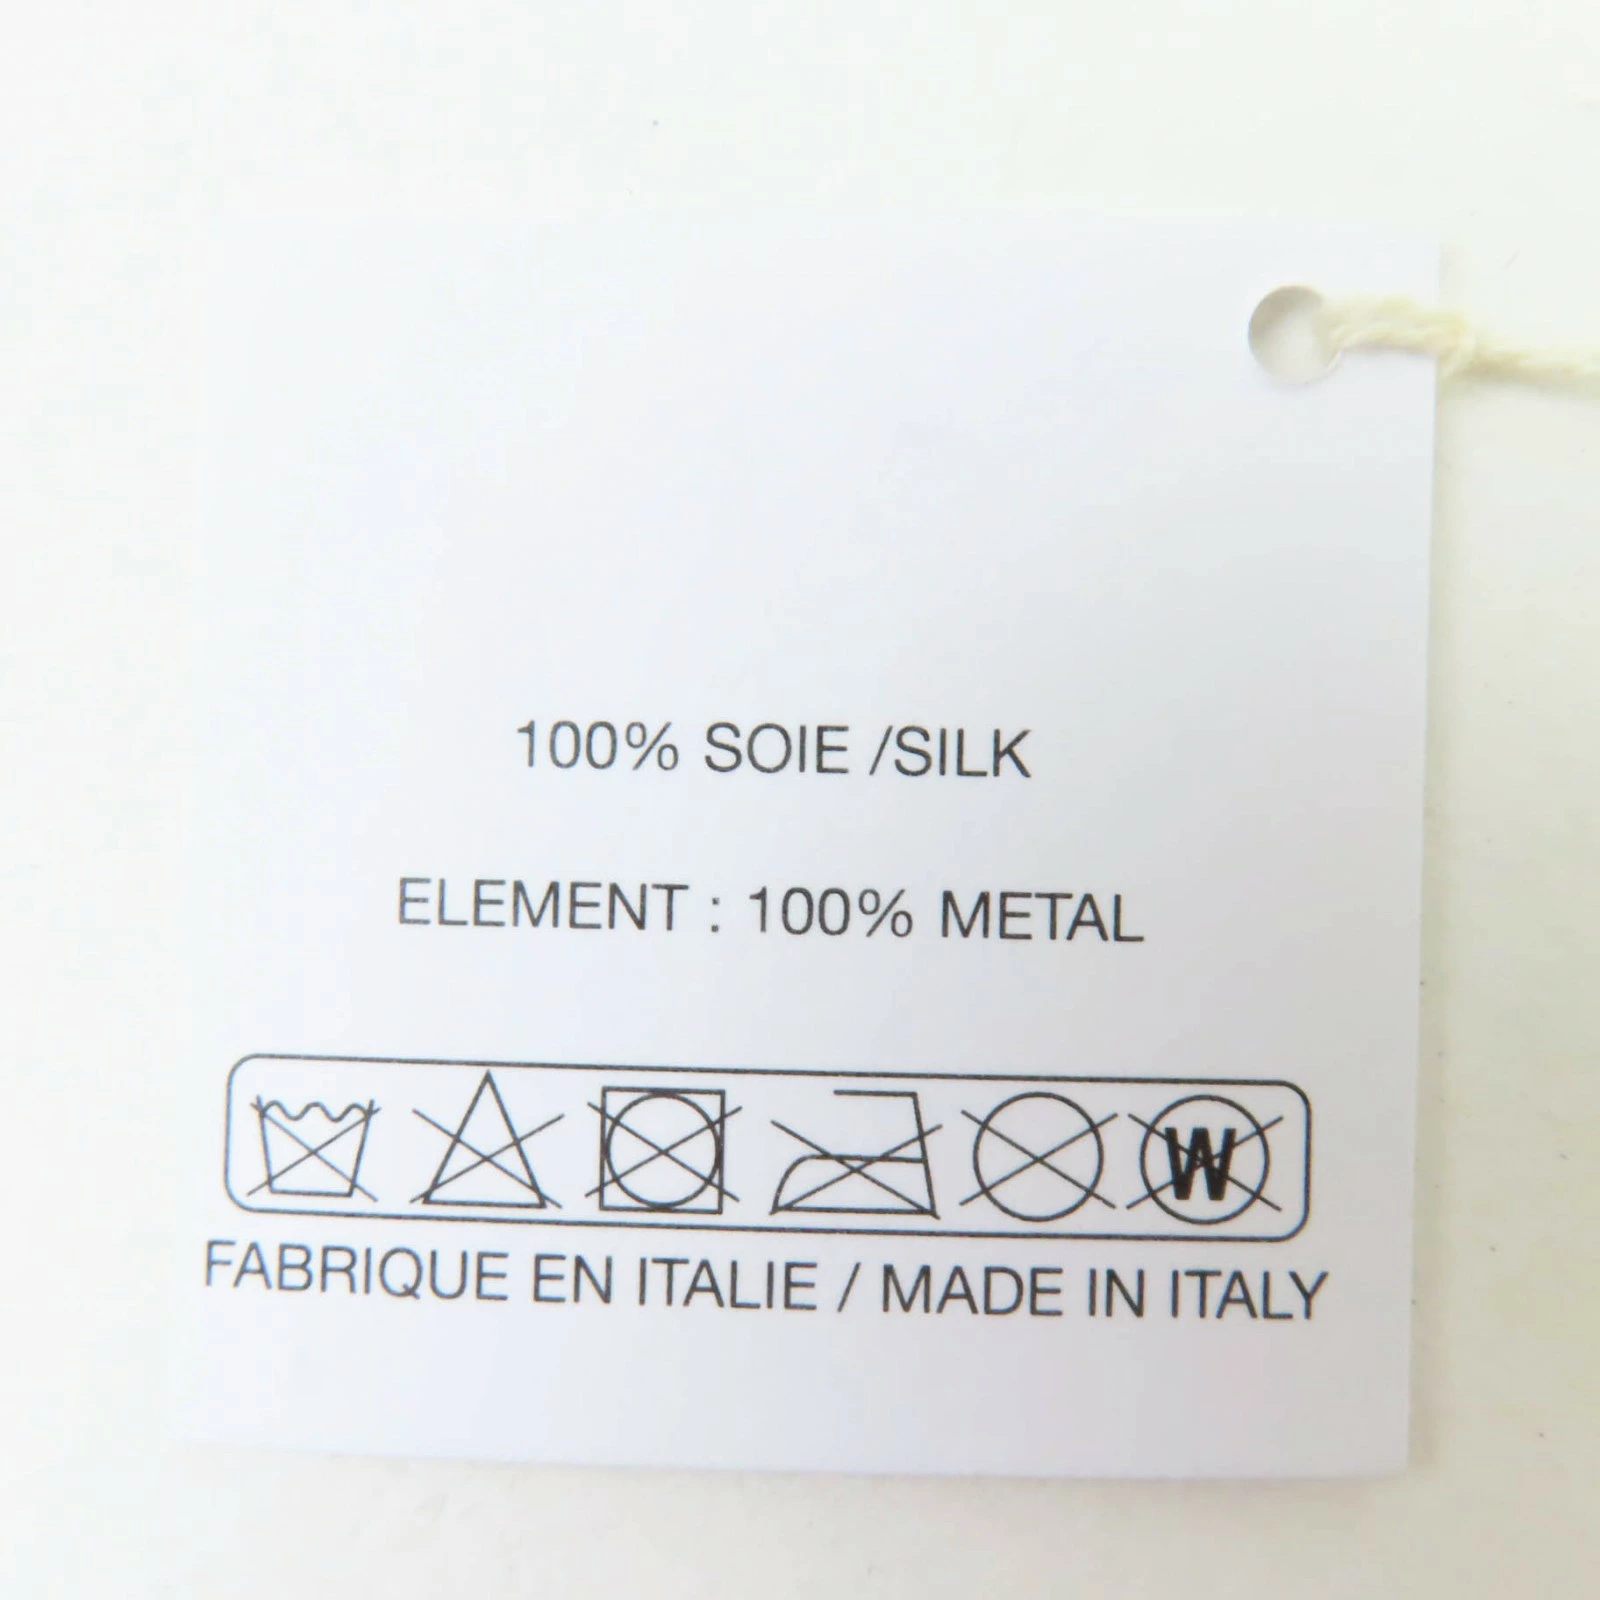 100% SOIE /SILK
ELEMENT : 100% METAL
W
FABRIQUE EN ITALIE / MADE IN ITALY